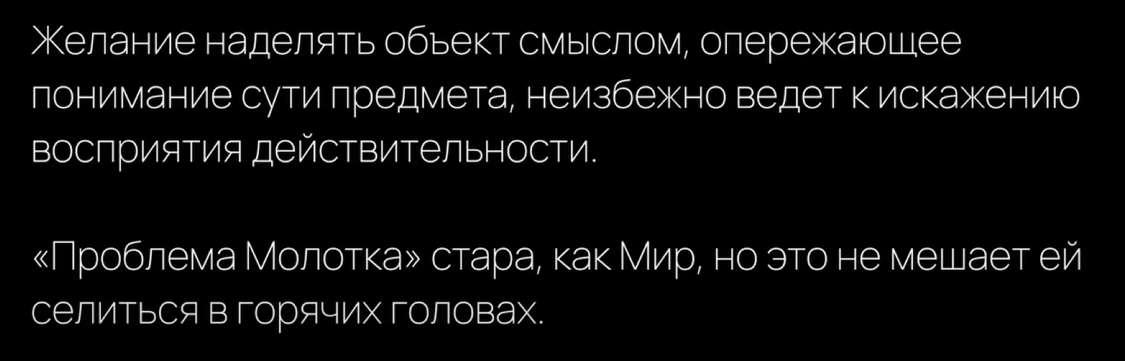 Желание наделять объект смыслом, опережающее
понимание сути предмета, неизбежно ведет к искажению
восприятия действительности.
«Проблема Молотка» стара, как Мир, но это не мешает ей
селиться в горячих головах.